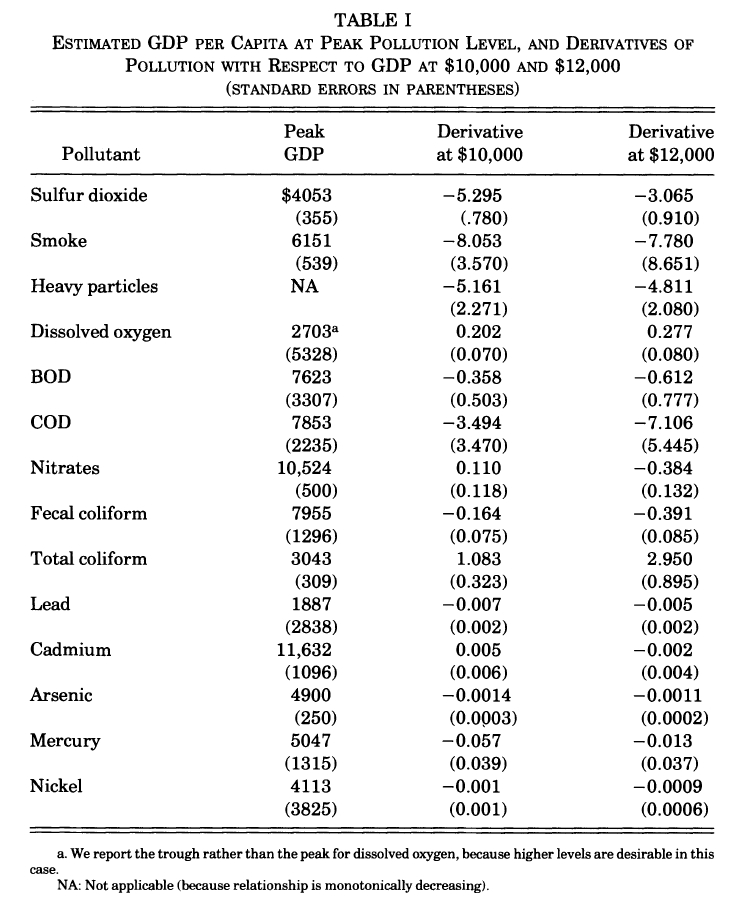 TABLE I
ESTIMATED GDP PER CAPITA AT PEAK POLLUTION LEVEL, AND DERIVATIVES OF
POLLUTION WITH RESPECT TO GDP AT $10,000 AND $12,000
(STANDARD ERRORS IN PARENTHESES)
Peak Derivative Derivative
Pollutant GDP at $10,000 at $12,000
Sulfur dioxide $4053 −5.295 −3.065
(355) (.780) (0.910)
Smoke 6151 −8.053 −7.780
(539) (3.570) (8.651)
Heavy particles NA −5.161 −4.811
(2.271) (2.080)
Dissolved oxygen 2703a 0.202 0.277
(5328) (0.070) (0.080)
BOD 7623 −0.358 −0.612
(3307) (0.503) (0.777)
COD 7853 −3.494 −7.106
(2235) (3.470) (5.445)
Nitrates 10,524 0.110 −0.384
(500) (0.118) (0.132)
Fecal coliform 7955 −0.164 −0.391
(1296) (0.075) (0.085)
Total coliform 3043 1.083 2.950
(309) (0.323) (0.895)
Lead 1887 −0.007 −0.005
(2838) (0.002) (0.002)
Cadmium 11,632 0.005 −0.002
(1096) (0.006) (0.004)
Arsenic 4900 −0.0014 −0.0011
(250) (0.0003) (0.0002)
Mercury 5047 −0.057 −0.013
(1315) (0.039) (0.037)
Nickel 4113 −0.001 −0.0009
(3825) (0.001) (0.0006)
a. We report the trough rather than the peak for dissolved oxygen, because higher levels are desirable in this
case.
NA: Not applicable (because relationship is monotonically decreasing).